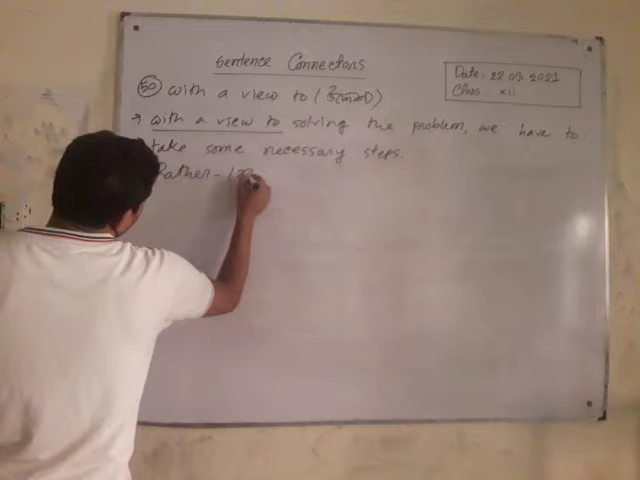 Sentence Connectors
Date: 22.09.2021
Class xii
50 with a view to (উদ্দেশ্যে)
→ with a view to solving the problem, we have to
take some necessary steps.
Rather - (